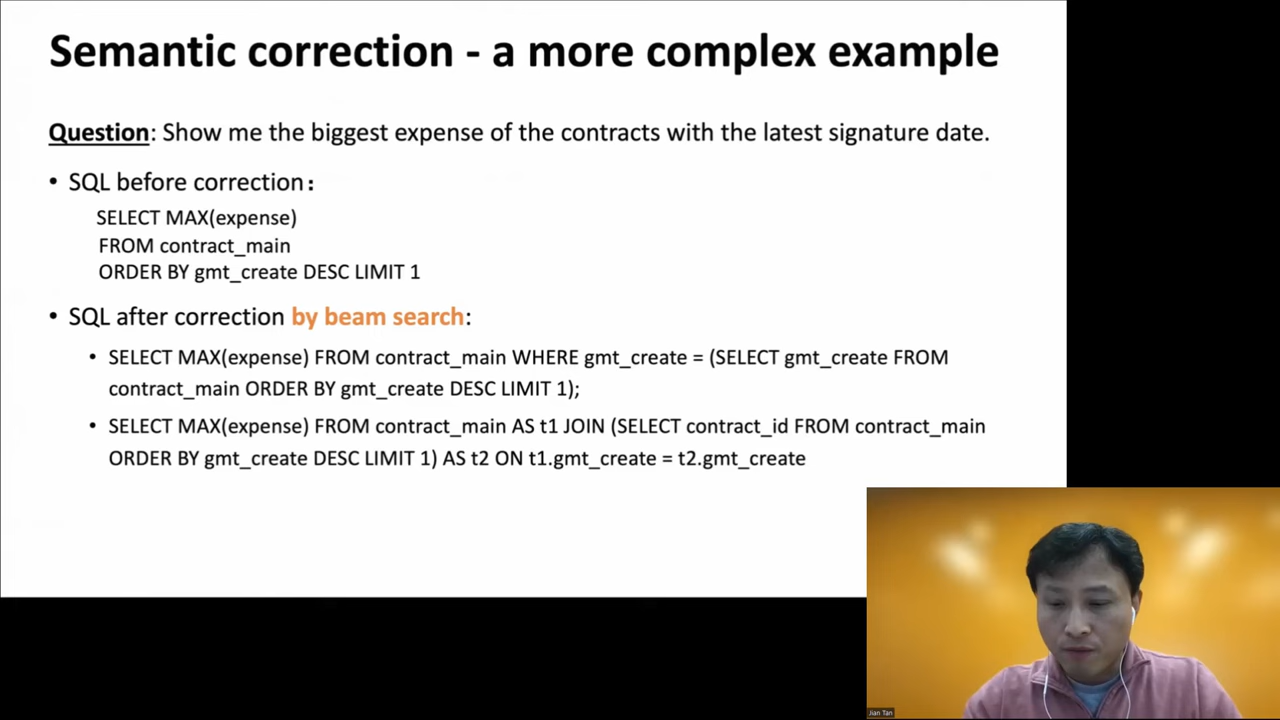 Semantic correction - a more complex example
Question: Show me the biggest expense of the contracts with the latest signature date.
• SQL before correction：
SELECT MAX(expense)
FROM contract_main
ORDER BY gmt_create DESC LIMIT 1
• SQL after correction by beam search:
• SELECT MAX(expense) FROM contract_main WHERE gmt_create = (SELECT gmt_create FROM
contract_main ORDER BY gmt_create DESC LIMIT 1);
• SELECT MAX(expense) FROM contract_main AS t1 JOIN (SELECT contract_id FROM contract_main
ORDER BY gmt_create DESC LIMIT 1) AS t2 ON t1.gmt_create = t2.gmt_create
Jian Tan